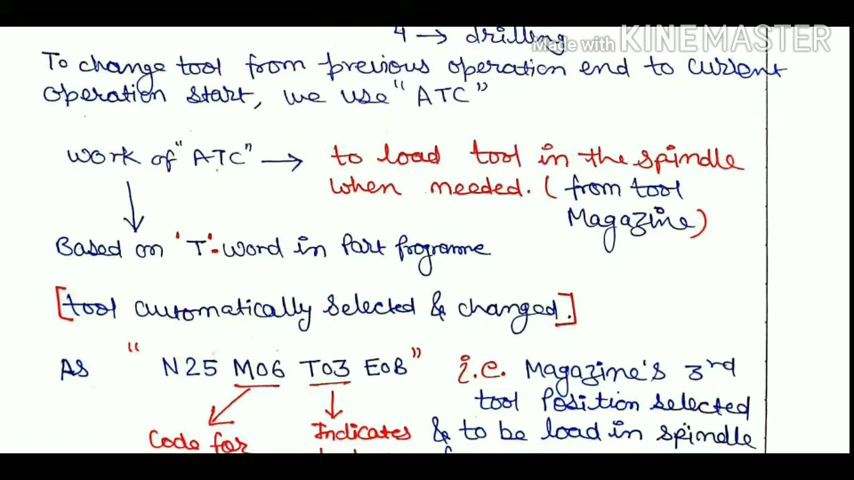 4 → drilling
Made with KINEMASTER
To change tool from previous operation end to current
operation start, we use "ATC"
work of "ATC" → to load tool in the spindle
when needed. (from tool
Magazine)
Based on 'T'-word in Part programme
[tool automatically selected & changed.]
As "N25 M06 T03 EOB" i.e. Magazine's 3rd
tool Position selected
Code for Indicates & to be load in spindle